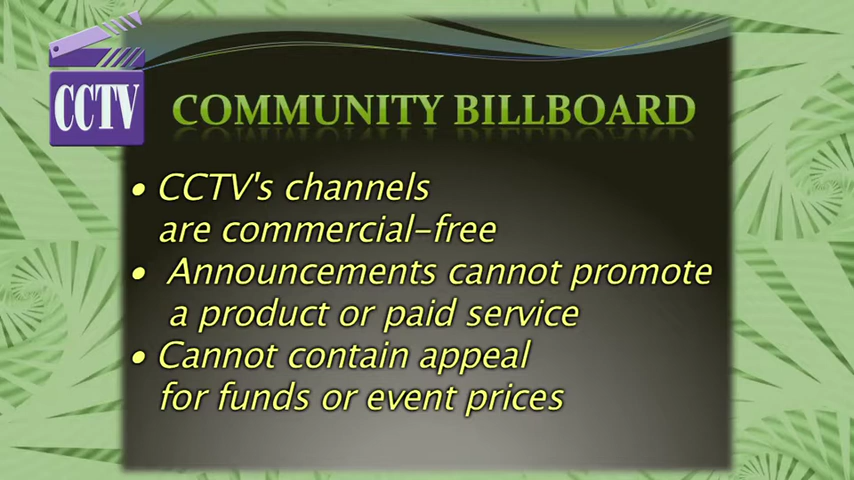 CCTV
COMMUNITY BILLBOARD
• CCTV's channels
are commercial-free
• Announcements cannot promote
a product or paid service
• Cannot contain appeal
for funds or event prices